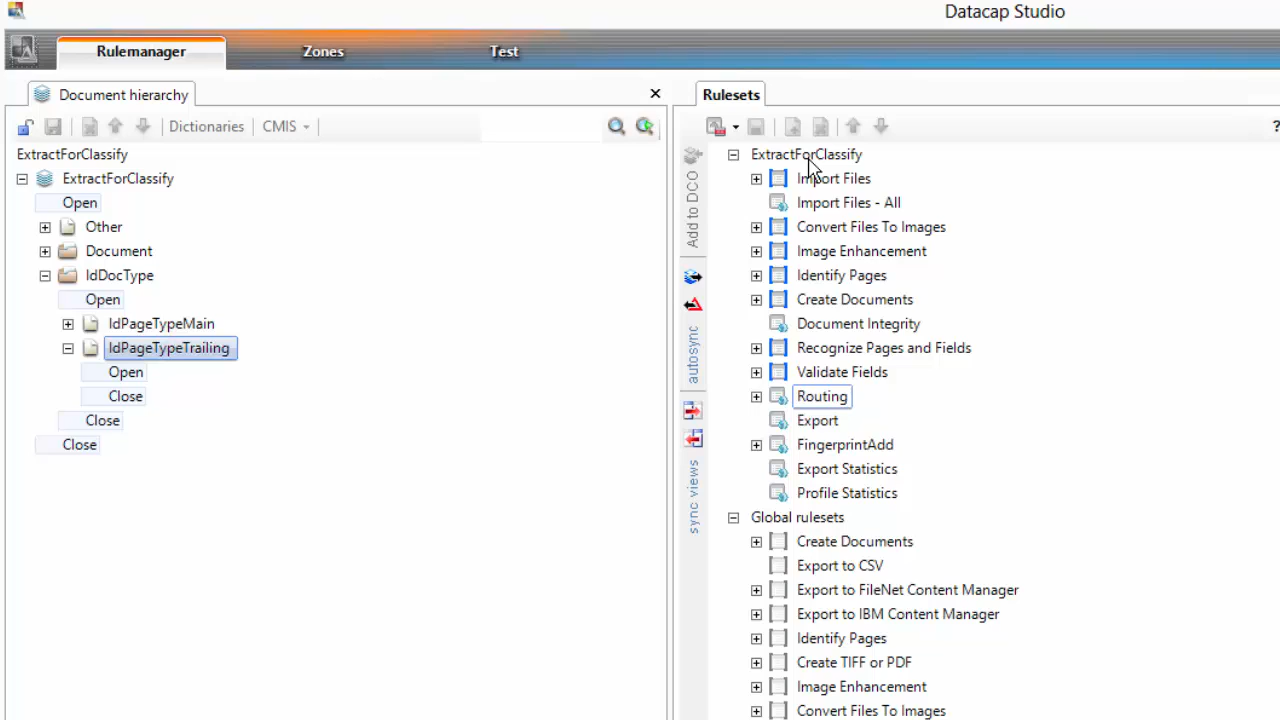 Datacap Studio
Rulemanager
Zones
Test
Document hierarchy
Dictionaries
CMIS
ExtractForClassify
ExtractForClassify
Open
Other
Document
IdDocType
Open
IdPageTypeMain
IdPageTypeTrailing
Open
Close
Close
Close
Add to DCO
autosync
sync views
Rulesets
?
ExtractForClassify
Import Files
Import Files - All
Convert Files To Images
Image Enhancement
Identify Pages
Create Documents
Document Integrity
Recognize Pages and Fields
Validate Fields
Routing
Export
FingerprintAdd
Export Statistics
Profile Statistics
Global rulesets
Create Documents
Export to CSV
Export to FileNet Content Manager
Export to IBM Content Manager
Identify Pages
Create TIFF or PDF
Image Enhancement
Convert Files To Images